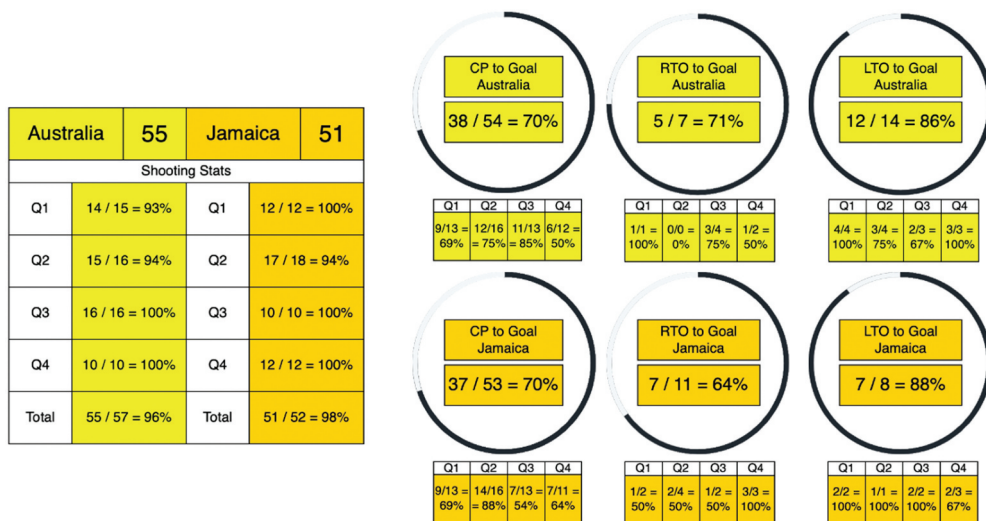 Australia 55 Jamaica 51
Shooting Stats
Q1 14 / 15 = 93% Q1 12 / 12 = 100%
Q2 15 / 16 = 94% Q2 17 / 18 = 94%
Q3 16 / 16 = 100% Q3 10 / 10 = 100%
Q4 10 / 10 = 100% Q4 12 / 12 = 100%
Total 55 / 57 = 96% Total 51 / 52 = 98%
CP to Goal
Australia
38 / 54 = 70%
Q1 Q2 Q3 Q4
9/13 = 12/16 11/13 6/12 =
69% = 75% = 85% 50%
RTO to Goal
Australia
5 / 7 = 71%
Q1 Q2 Q3 Q4
1/1 = 0/0 = 3/4 = 1/2 =
100% 0% 75% 50%
LTO to Goal
Australia
12 / 14 = 86%
Q1 Q2 Q3 Q4
4/4 = 3/4 = 2/3 = 3/3 =
100% 75% 67% 100%
CP to Goal
Jamaica
37 / 53 = 70%
Q1 Q2 Q3 Q4
9/13 = 14/16 7/13 = 7/11 =
69% = 88% 54% 64%
RTO to Goal
Jamaica
7 / 11 = 64%
Q1 Q2 Q3 Q4
1/2 = 2/4 = 1/2 = 3/3 =
50% 50% 50% 100%
LTO to Goal
Jamaica
7 / 8 = 88%
Q1 Q2 Q3 Q4
2/2 = 1/1 = 2/2 = 2/3 =
100% 100% 100% 67%